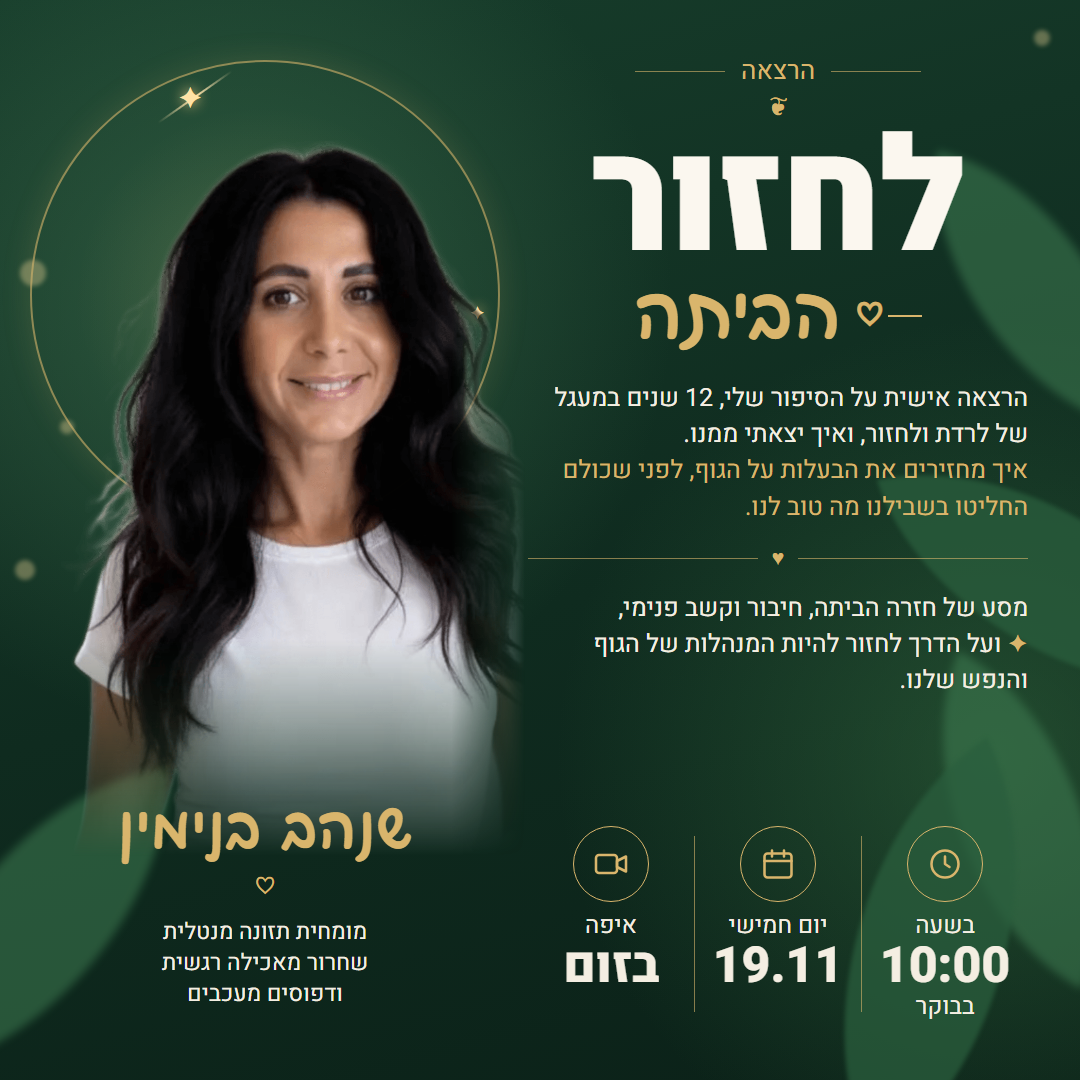 הרצאה
לחזור
הביתה
הרצאה אישית על הסיפור שלי, 12 שנים במעגל
של לרדת ולחזור, ואיך יצאתי ממנו.
איך מחזירים את הבעלות על הגוף, לפני שכולם
החליטו בשבילנו מה טוב לנו.
מסע של חזרה הביתה, חיבור וקשב פנימי,
ועל הדרך לחזור להיות המנהלות של הגוף
והנפש שלנו.
בשעה
10:00
בבוקר
יום חמישי
19.11
איפה
בזום
שנהב בנימין
מומחית תזונה מנטלית
שחרור מאכילה רגשית
ודפוסים מעכבים